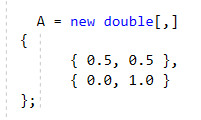 A = new double[,]
{
{ 0.5, 0.5 },
{ 0.0, 1.0 }
};